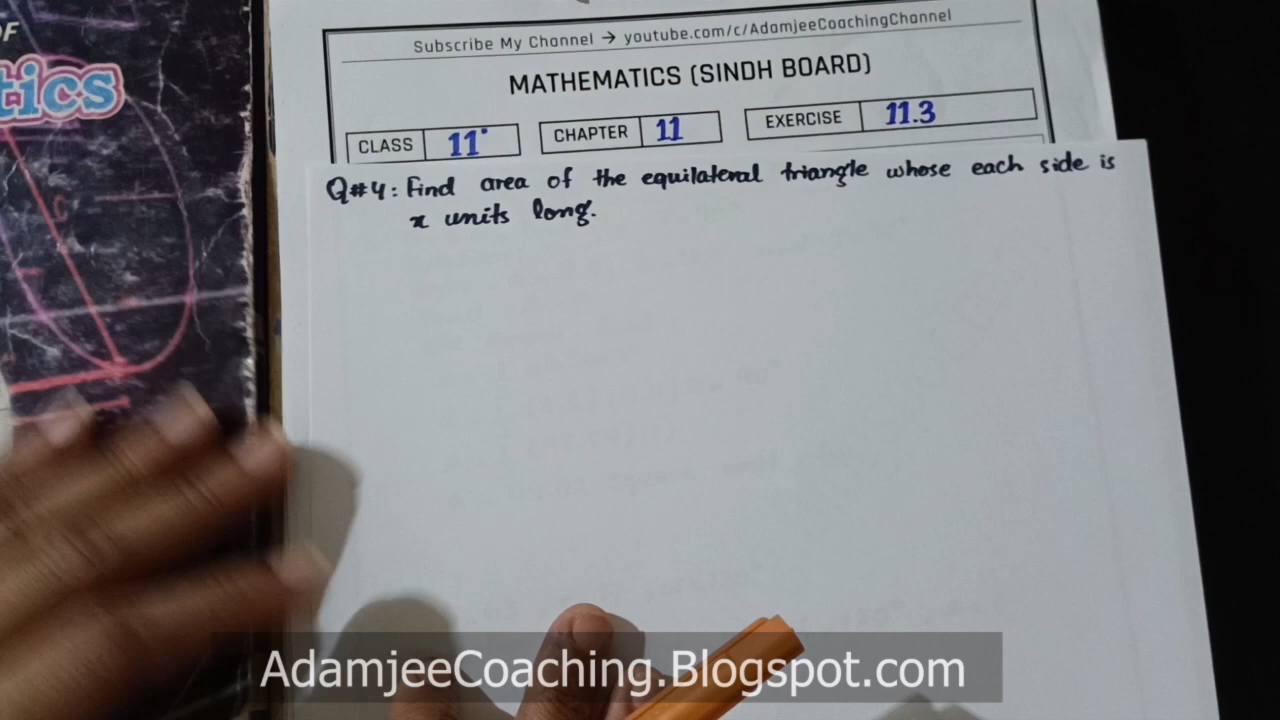 OF
tics
Subscribe My Channel → youtube.com/c/AdamjeeCoachingChannel
MATHEMATICS (SINDH BOARD)
CLASS 11 CHAPTER 11 EXERCISE 11.3
Q#4: Find area of the equilateral triangle whose each side is
x units long.
AdamjeeCoaching.Blogspot.com